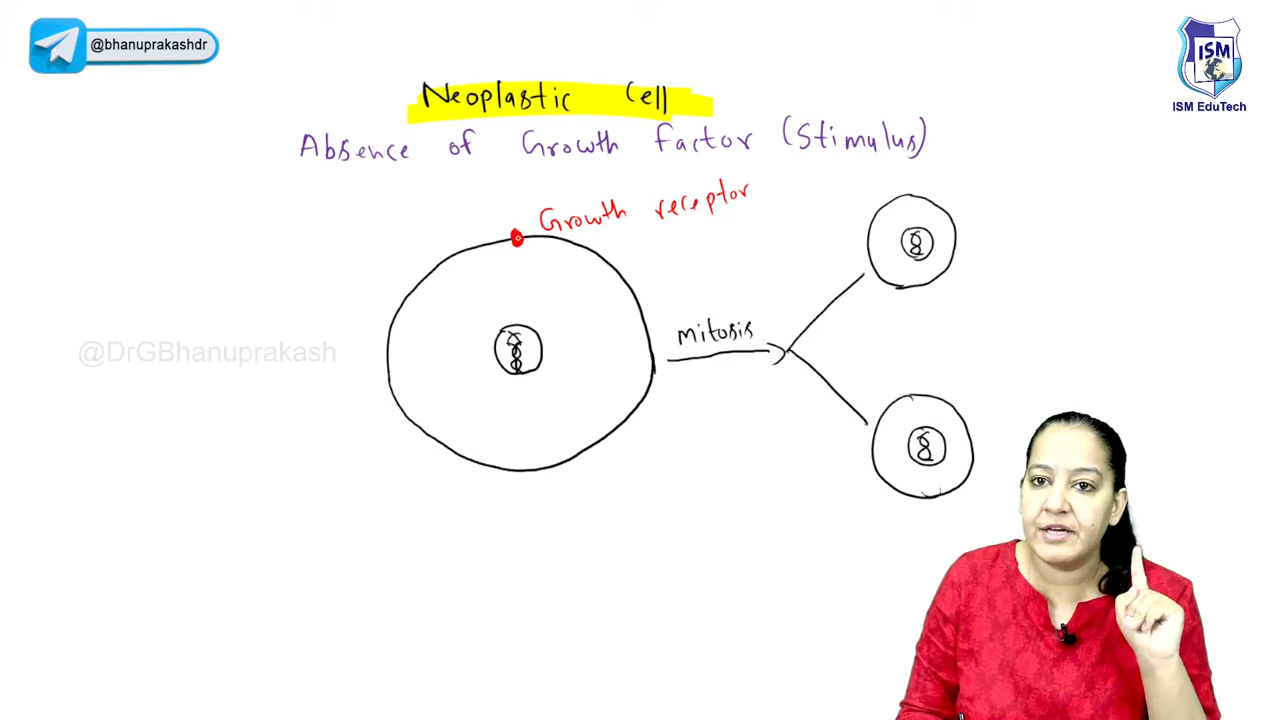 @bhanuprakashdr
ISM
ISM EduTech
Neoplastic Cell
Absence of Growth Factor (Stimulus)
Growth receptor
mitosis
@DrGBhanuprakash